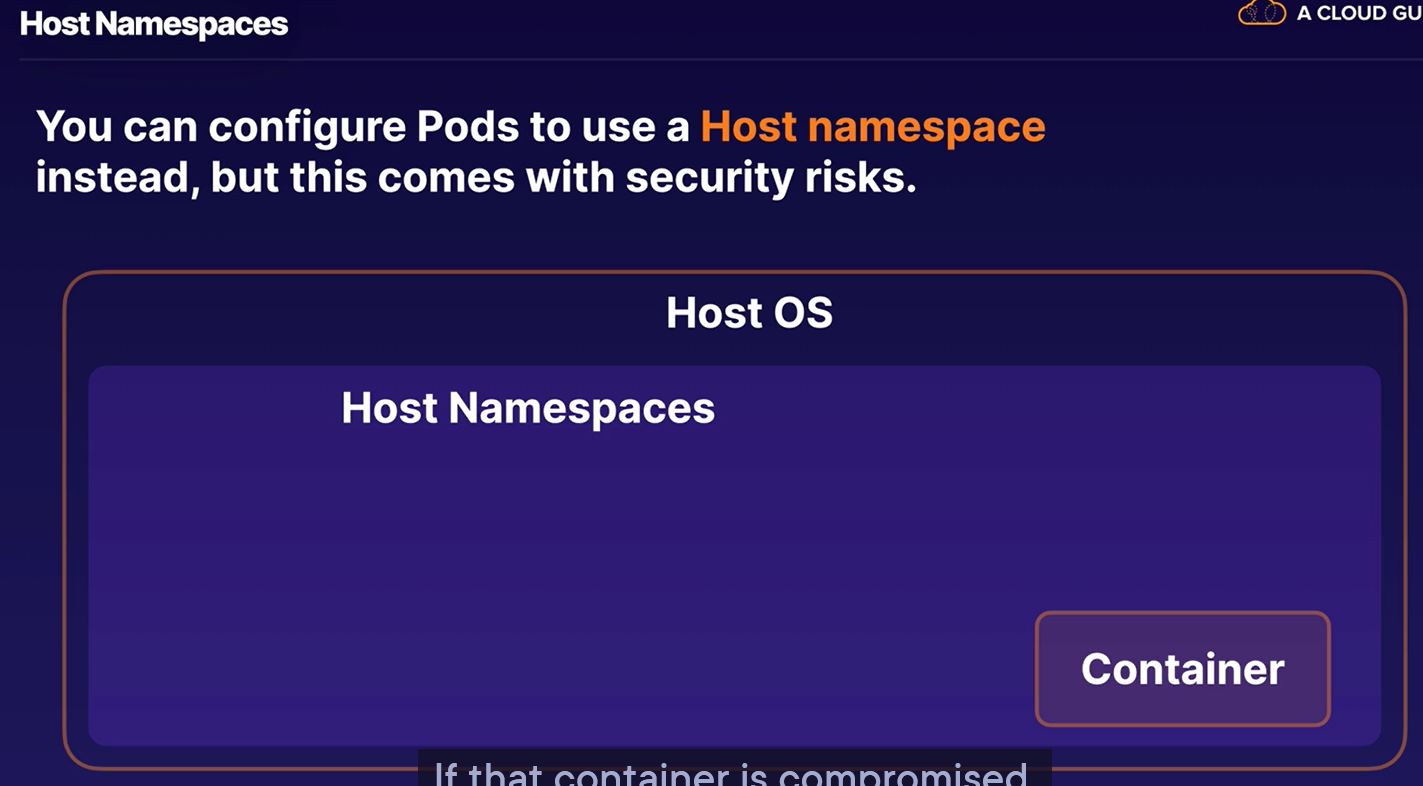 Host Namespaces
A CLOUD GU
You can configure Pods to use a Host namespace
instead, but this comes with security risks.
Host OS
Host Namespaces
Container
If that container is compromised